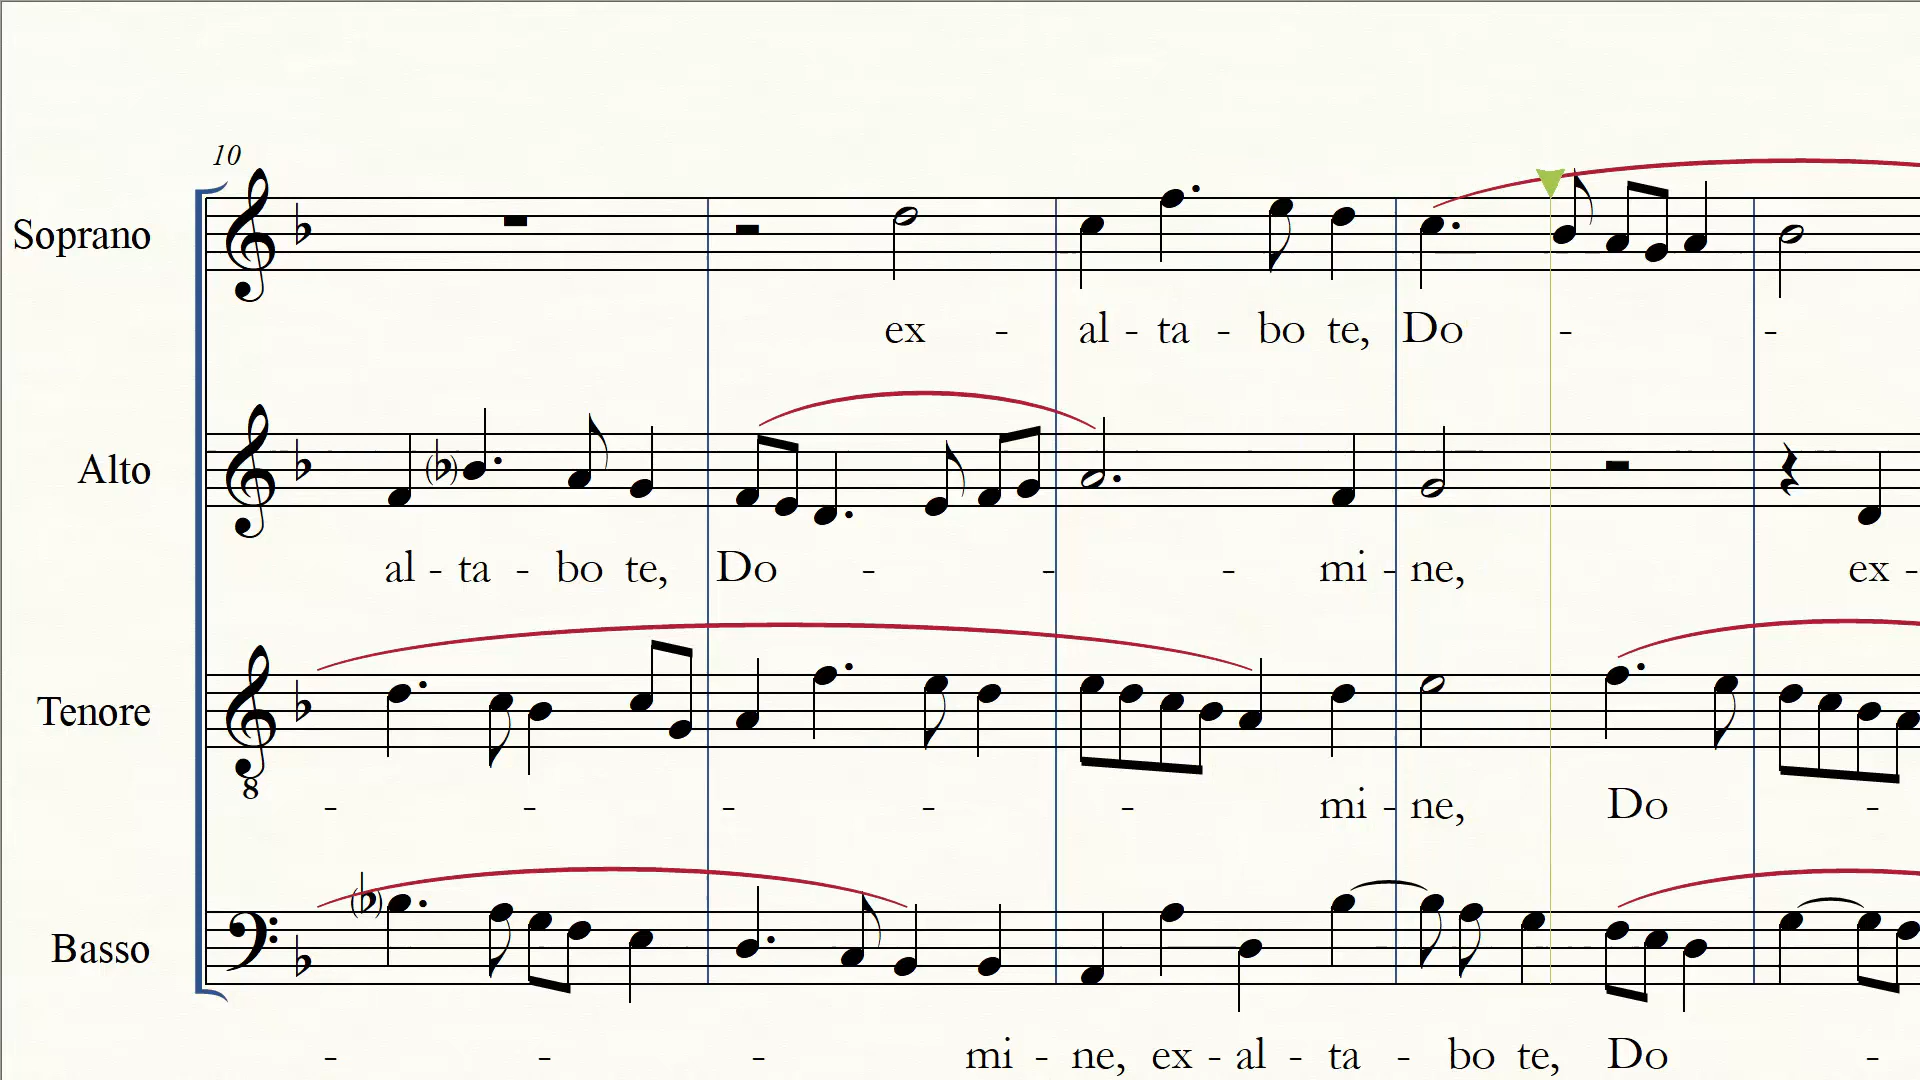 10
Soprano
ex - al - ta - bo te, Do - -
Alto
al - ta - bo te, Do - - - mi - ne, ex -
Tenore
8
- - - - - mi - ne, Do -
Basso
- - - mi - ne, ex - al - ta - bo te, Do -